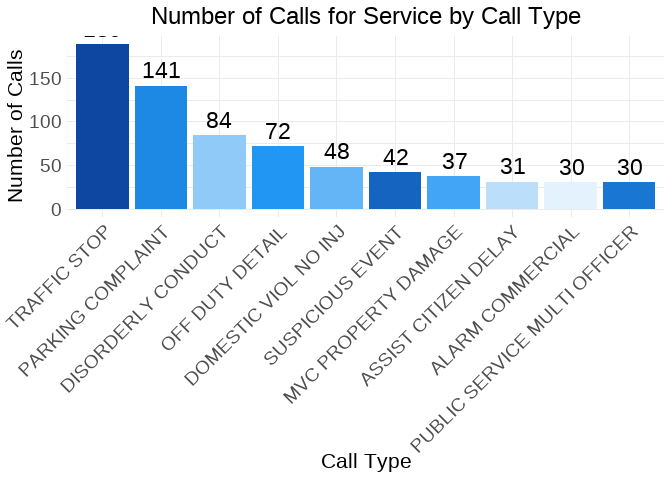 Number of Calls for Service by Call Type
Number of Calls
150
100
50
0
141
84
72
48
42
37
31
30
30
TRAFFIC STOP
PARKING COMPLAINT
DISORDERLY CONDUCT
OFF DUTY DETAIL
DOMESTIC VIOL NO INJ
SUSPICIOUS EVENT
MVC PROPERTY DAMAGE
ASSIST CITIZEN DELAY
ALARM COMMERCIAL
PUBLIC SERVICE MULTI OFFICER
Call Type